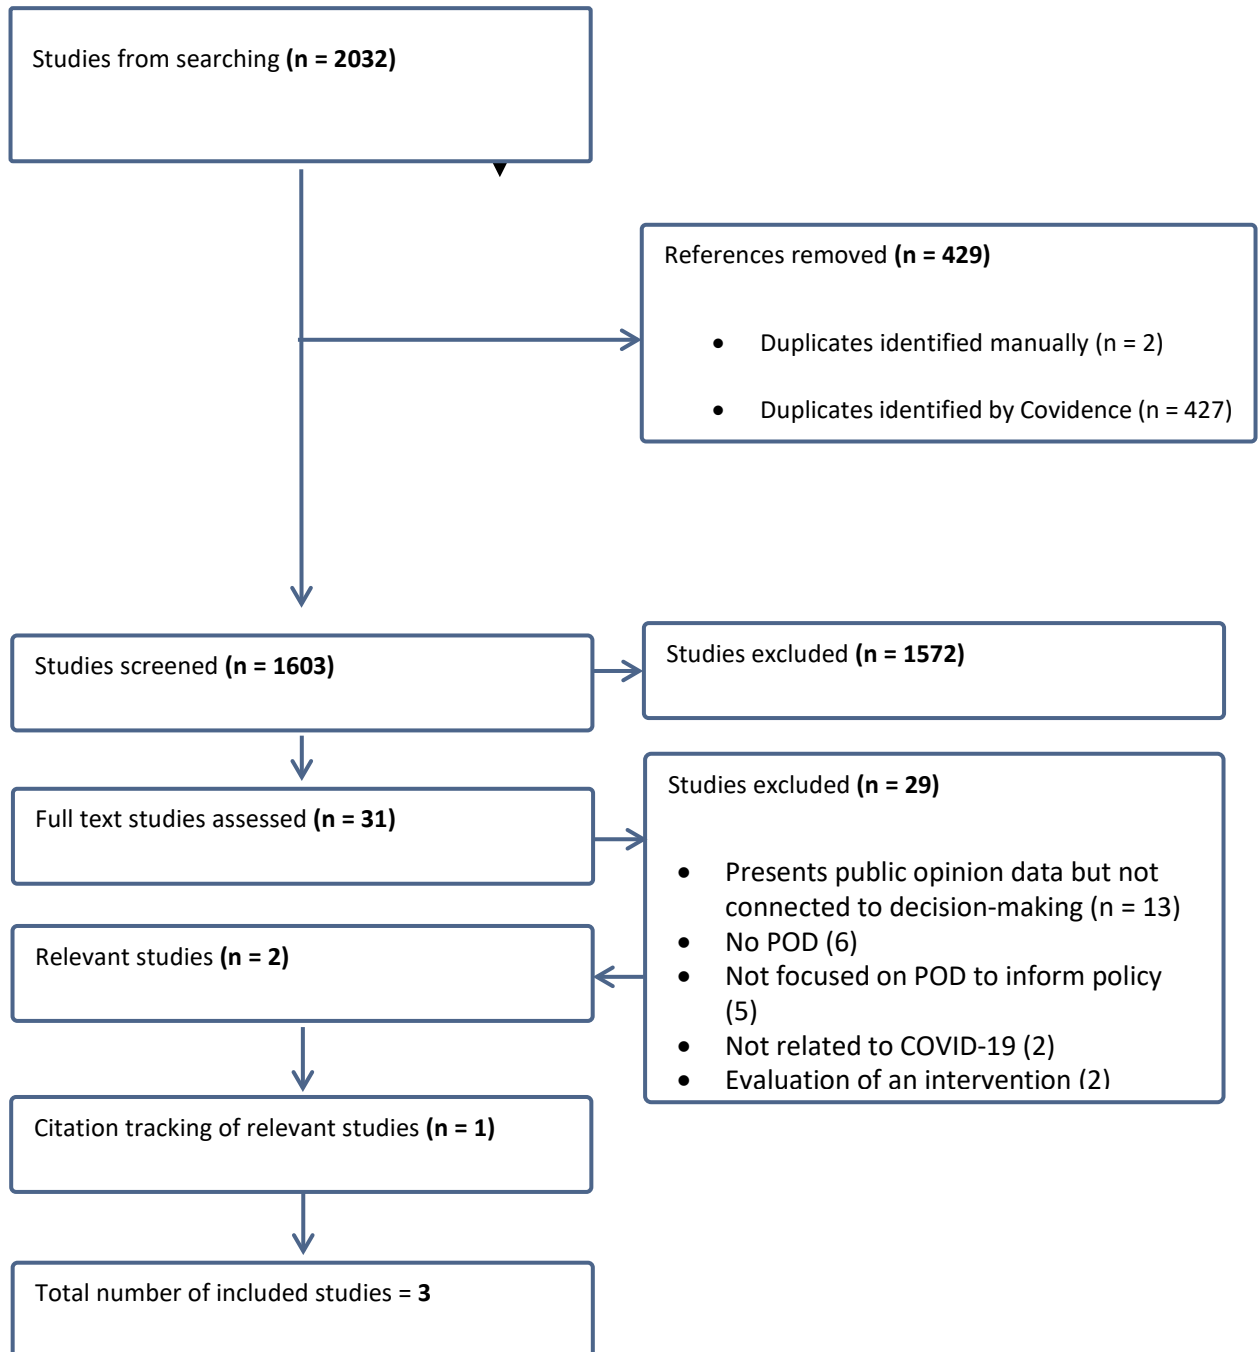 Studies from searching (n = 2032)
References removed (n = 429)
• Duplicates identified manually (n = 2)
• Duplicates identified by Covidence (n = 427)
Studies screened (n = 1603)
Studies excluded (n = 1572)
Full text studies assessed (n = 31)
Studies excluded (n = 29)
• Presents public opinion data but not
connected to decision-making (n = 13)
• No POD (6)
• Not focused on POD to inform policy
(5)
• Not related to COVID-19 (2)
• Evaluation of an intervention (2)
Relevant studies (n = 2)
Citation tracking of relevant studies (n = 1)
Total number of included studies = 3